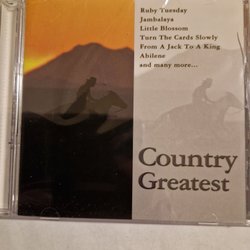 Ruby Tuesday
Jambalaya
Little Blossom
Turn The Cards Slowly
From A Jack To A King
Abilene
and many more...
Country
Greatest